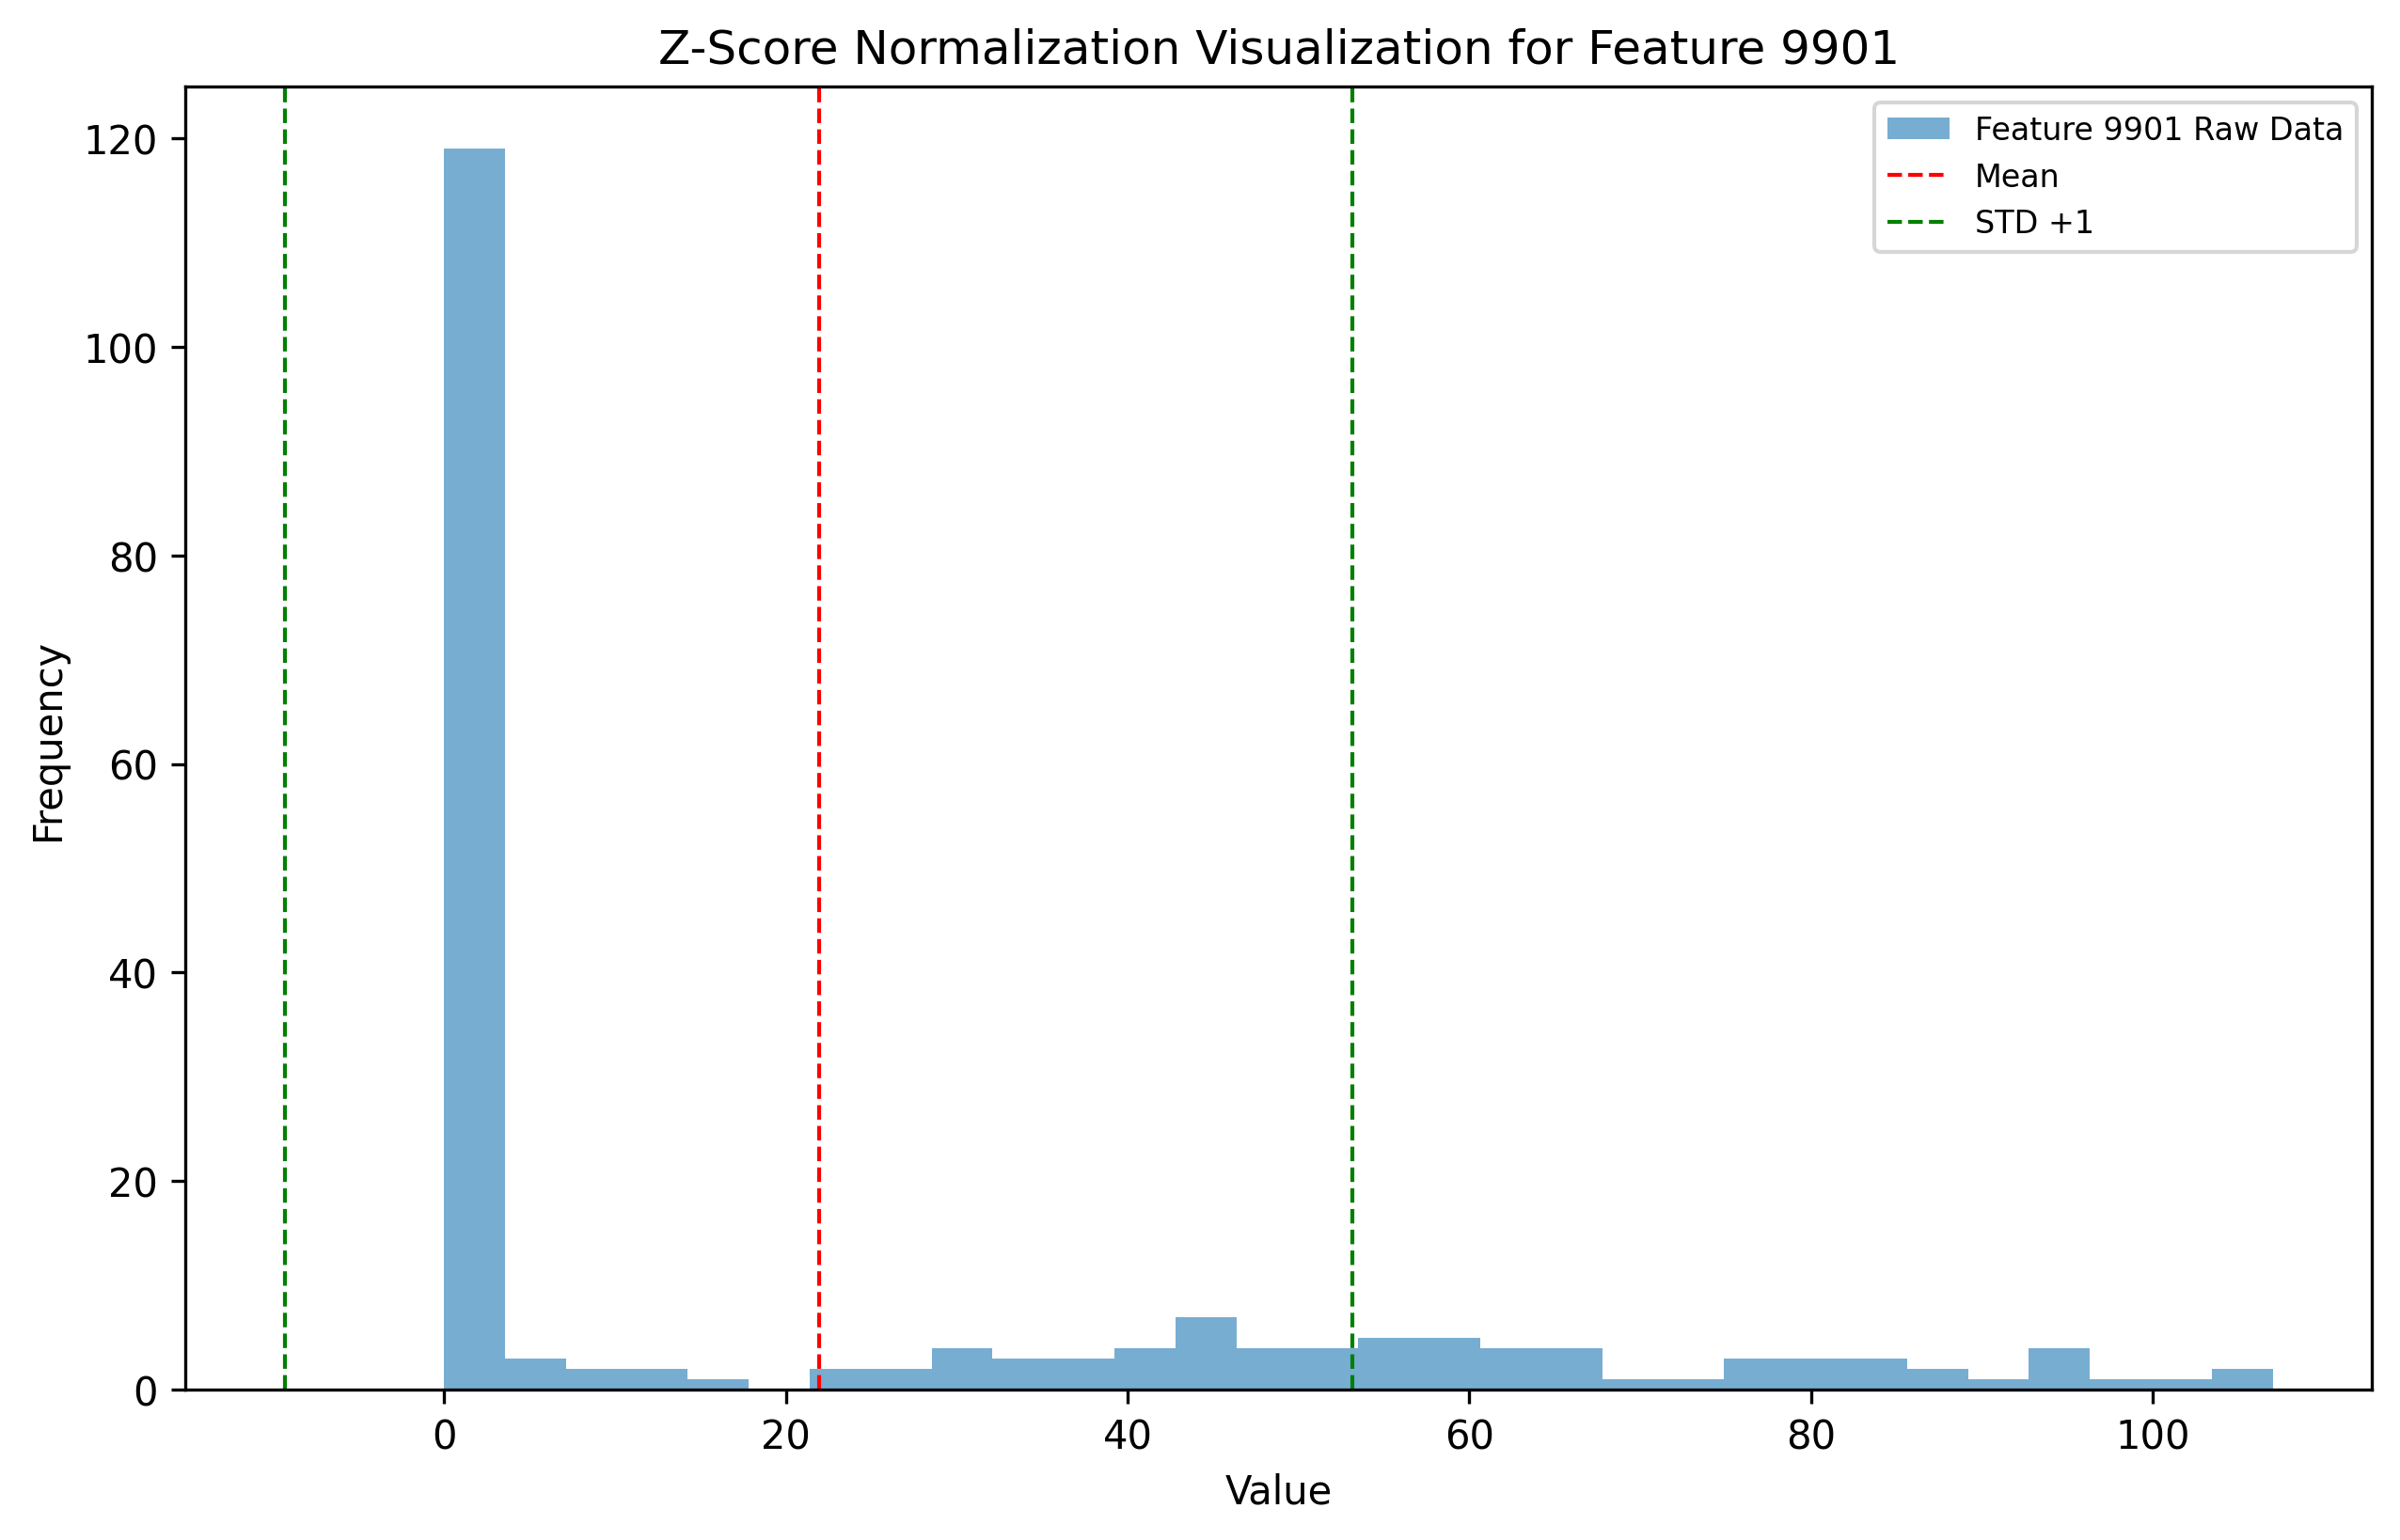 Z-Score Normalization Visualization for Feature 9901
Feature 9901 Raw Data
Mean
STD +1
120
100
80
60
40
20
0
Frequency
0 20 40 60 80 100
Value